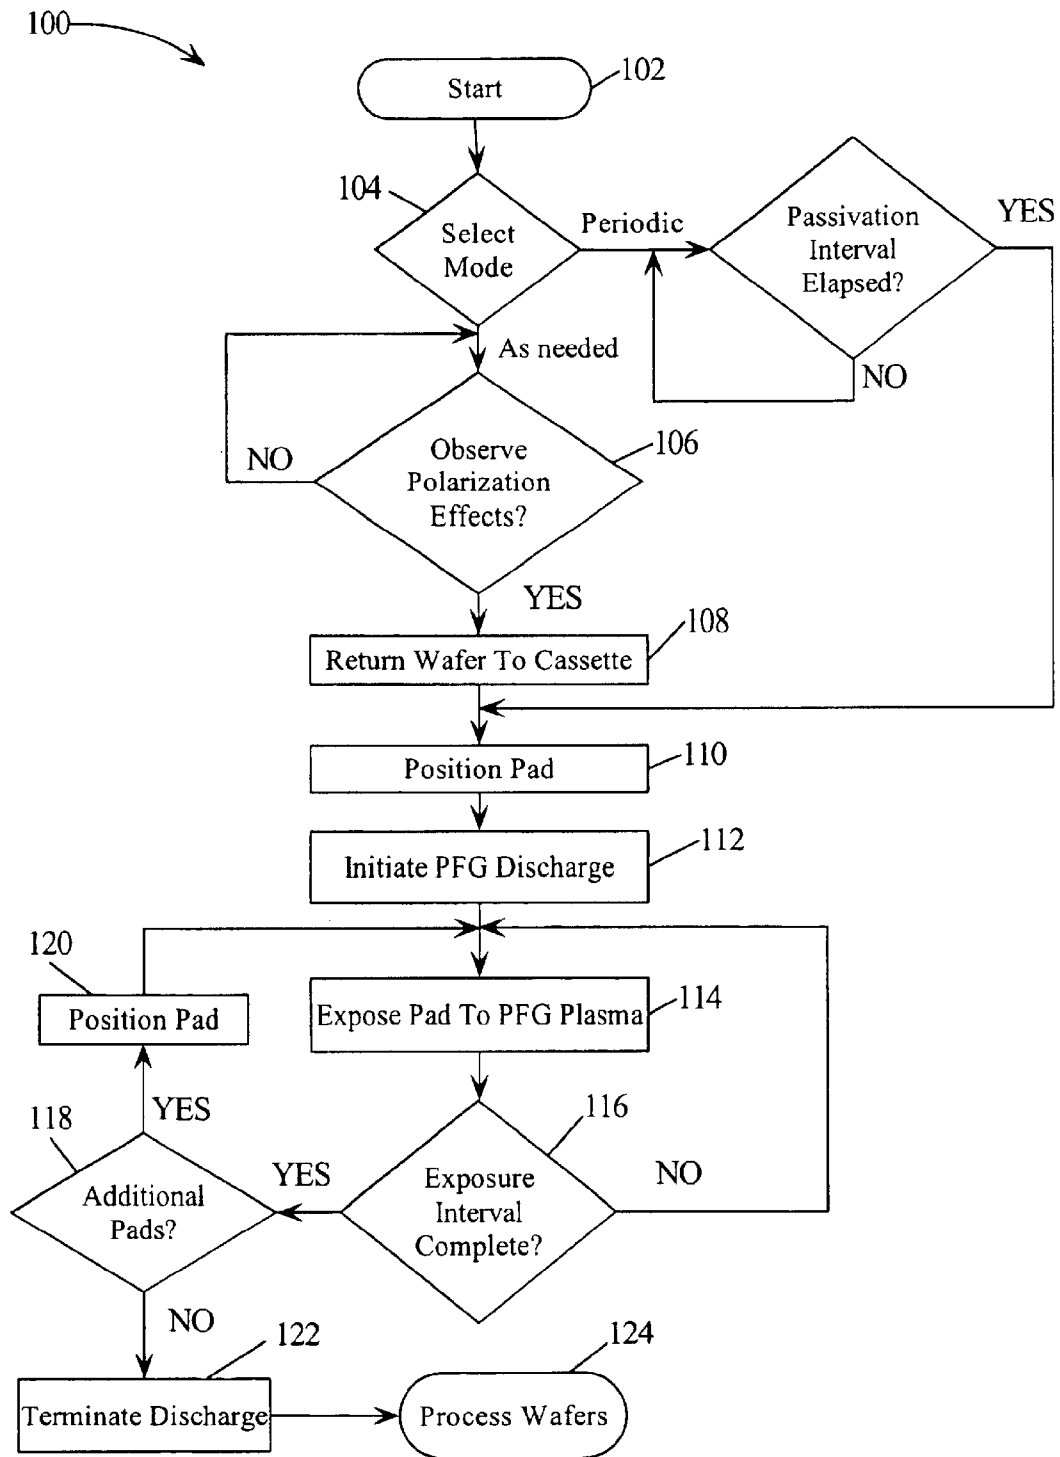 100
Start
102
104
Select
Mode
Periodic
Passivation
Interval
Elapsed?
YES
NO
As needed
NO
Observe
Polarization
Effects?
106
YES
Return Wafer To Cassette
108
Position Pad
110
Initiate PFG Discharge
112
120
Position Pad
Expose Pad To PFG Plasma
114
118
YES
Additional
Pads?
YES
Exposure
Interval
Complete?
116
NO
NO
122
Terminate Discharge
124
Process Wafers